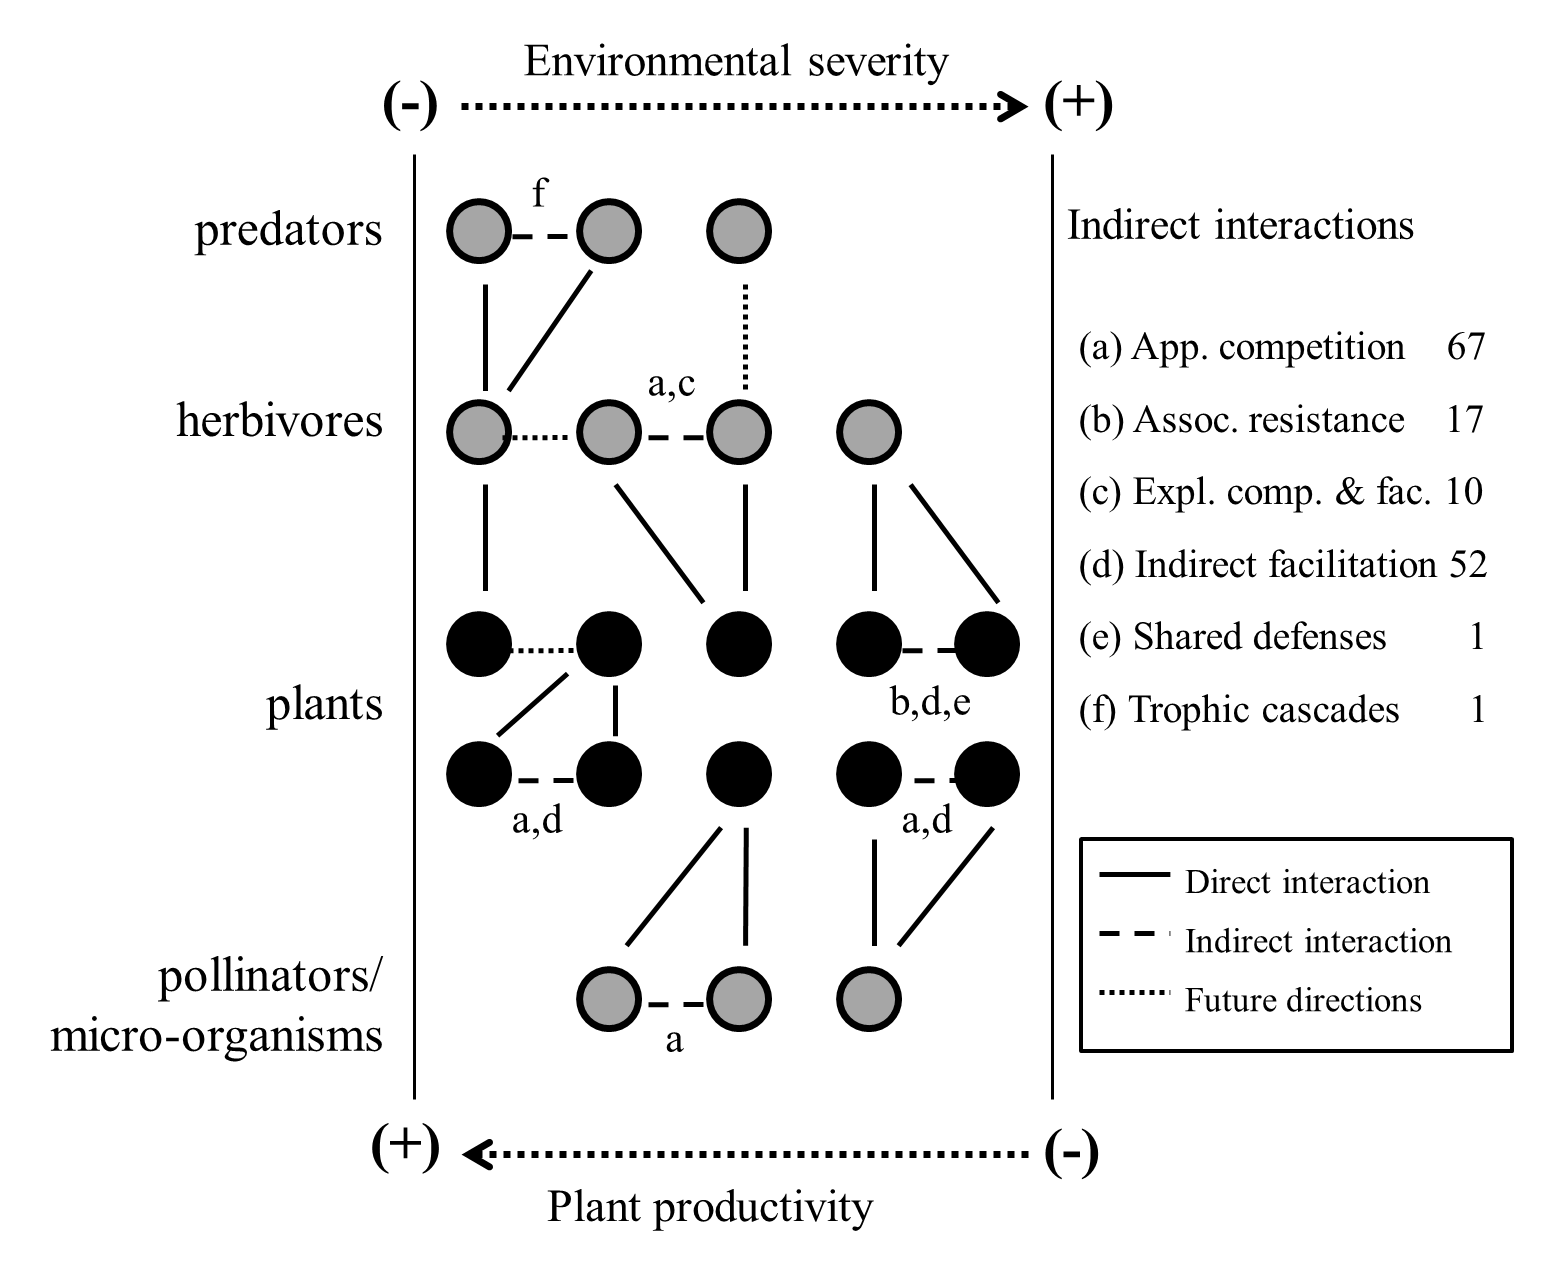 Environmental severity
(-) (+)
f
predators
Indirect interactions
(a) App. competition 67
a,c
herbivores
(b) Assoc. resistance 17
(c) Expl. comp. & fac. 10
(d) Indirect facilitation 52
(e) Shared defenses 1
plants
b,d,e
(f) Trophic cascades 1
a,d
a,d
Direct interaction
Indirect interaction
Future directions
pollinators/
micro-organisms
a
(+) (-)
Plant productivity